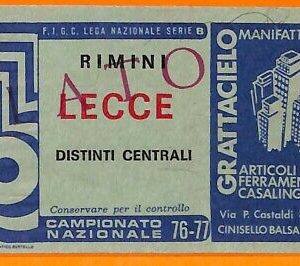 F.I.G.C. LEGA NAZIONALE SERIE B
RIMINI
LATO
LECCE
DISTINTI CENTRALI
Conservare per il controllo
CAMPIONATO
NAZIONALE 76-77
GRATTACIELO
MANIFATT
ARTICOLI
FERRAMEN
CASALING
Via P. Castaldi
CINISELLO BALSA